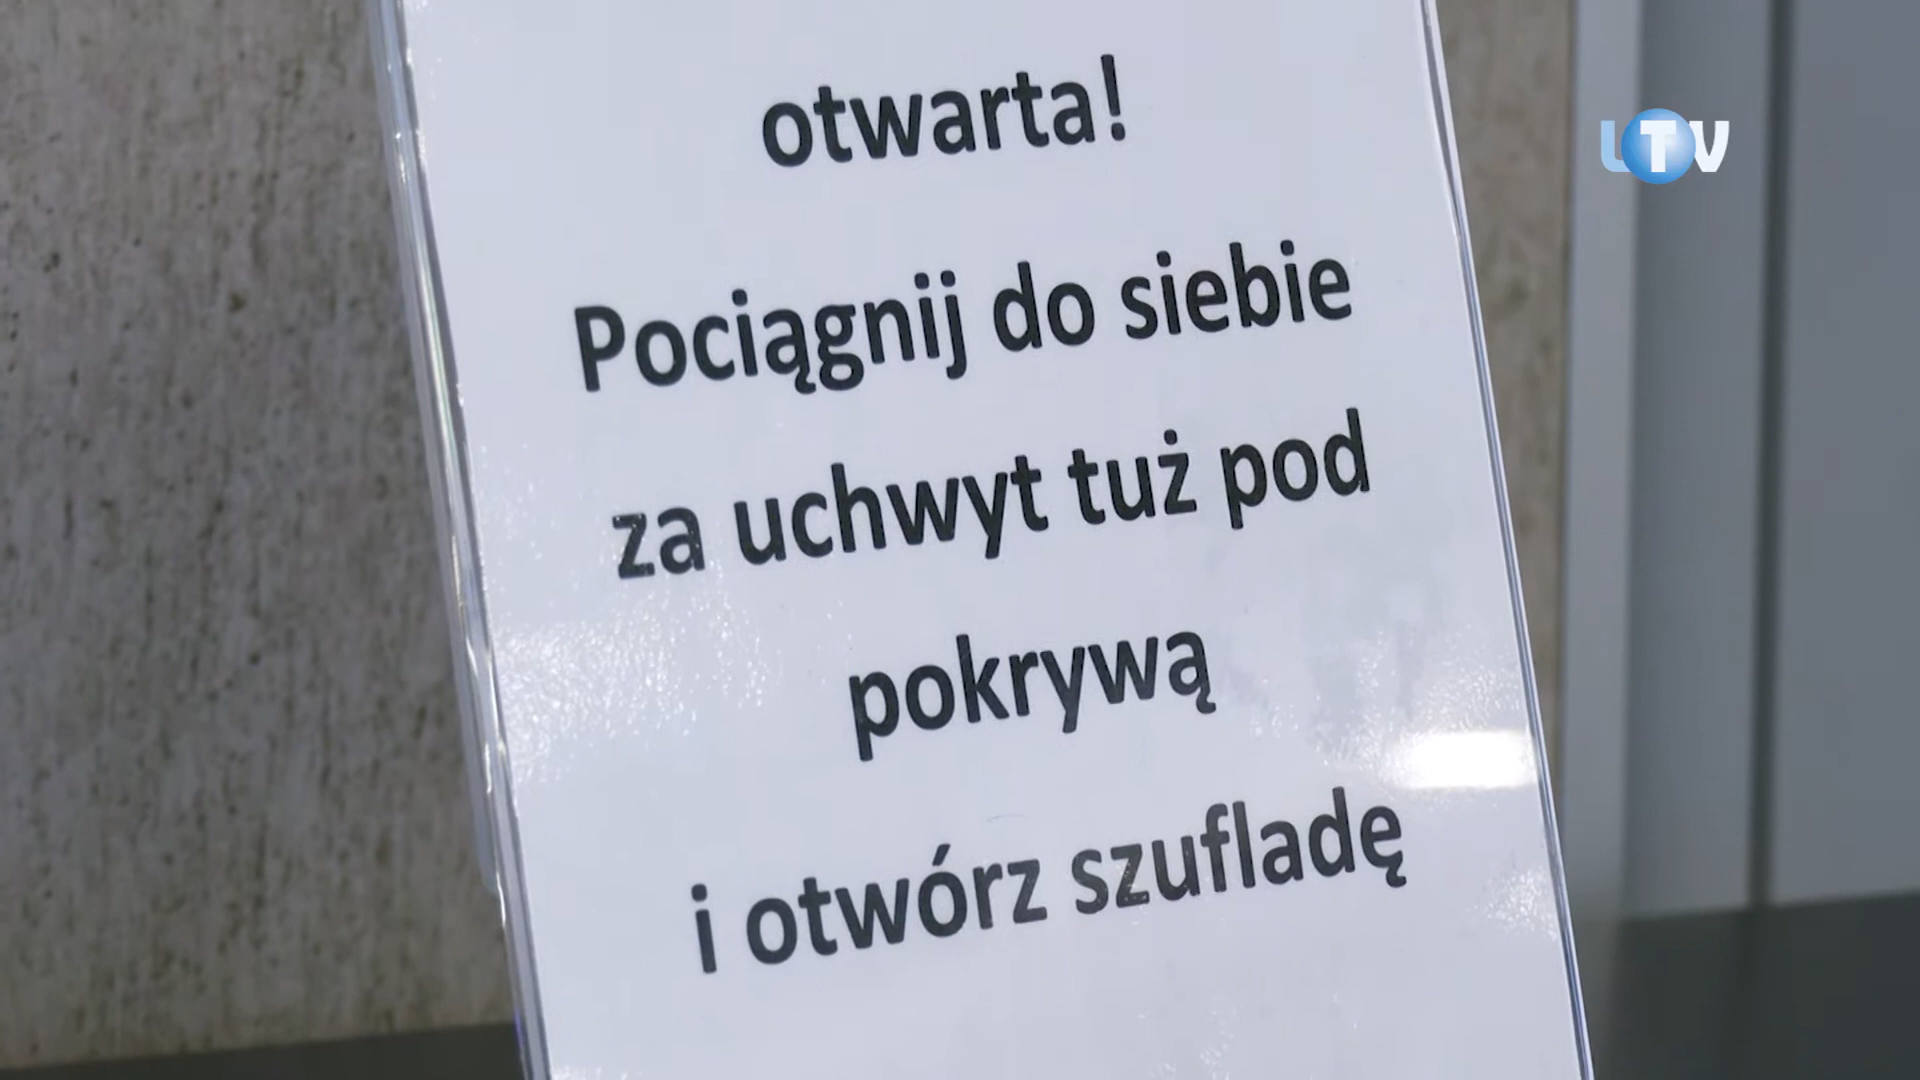 otwarta!
LTV
Pociągnij do siebie
za uchwyt tuż pod
pokrywą
i otwórz szufladę